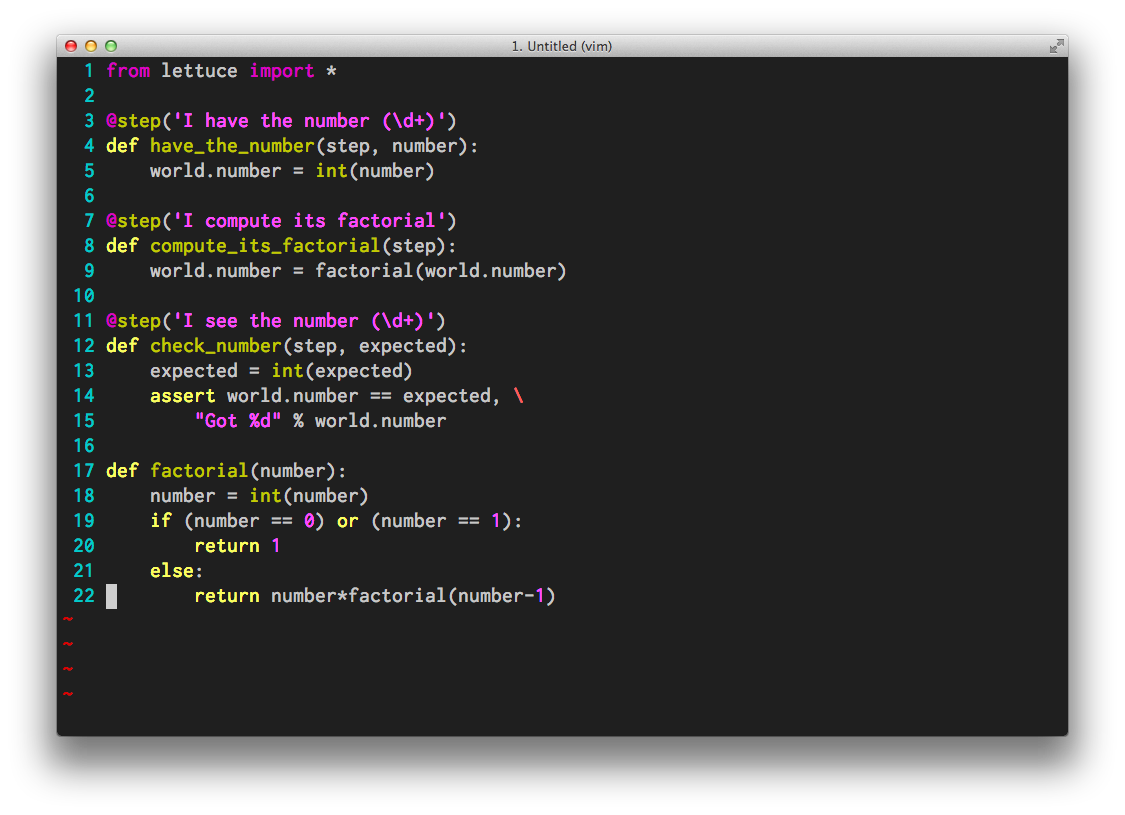 1. Untitled (vim)
1 from lettuce import *
2
3 @step('I have the number (\d+)')
4 def have_the_number(step, number):
5     world.number = int(number)
6
7 @step('I compute its factorial')
8 def compute_its_factorial(step):
9     world.number = factorial(world.number)
10
11 @step('I see the number (\d+)')
12 def check_number(step, expected):
13     expected = int(expected)
14     assert world.number == expected, \
15         "Got %d" % world.number
16
17 def factorial(number):
18     number = int(number)
19     if (number == 0) or (number == 1):
20         return 1
21     else:
22         return number*factorial(number-1)
~
~
~
~